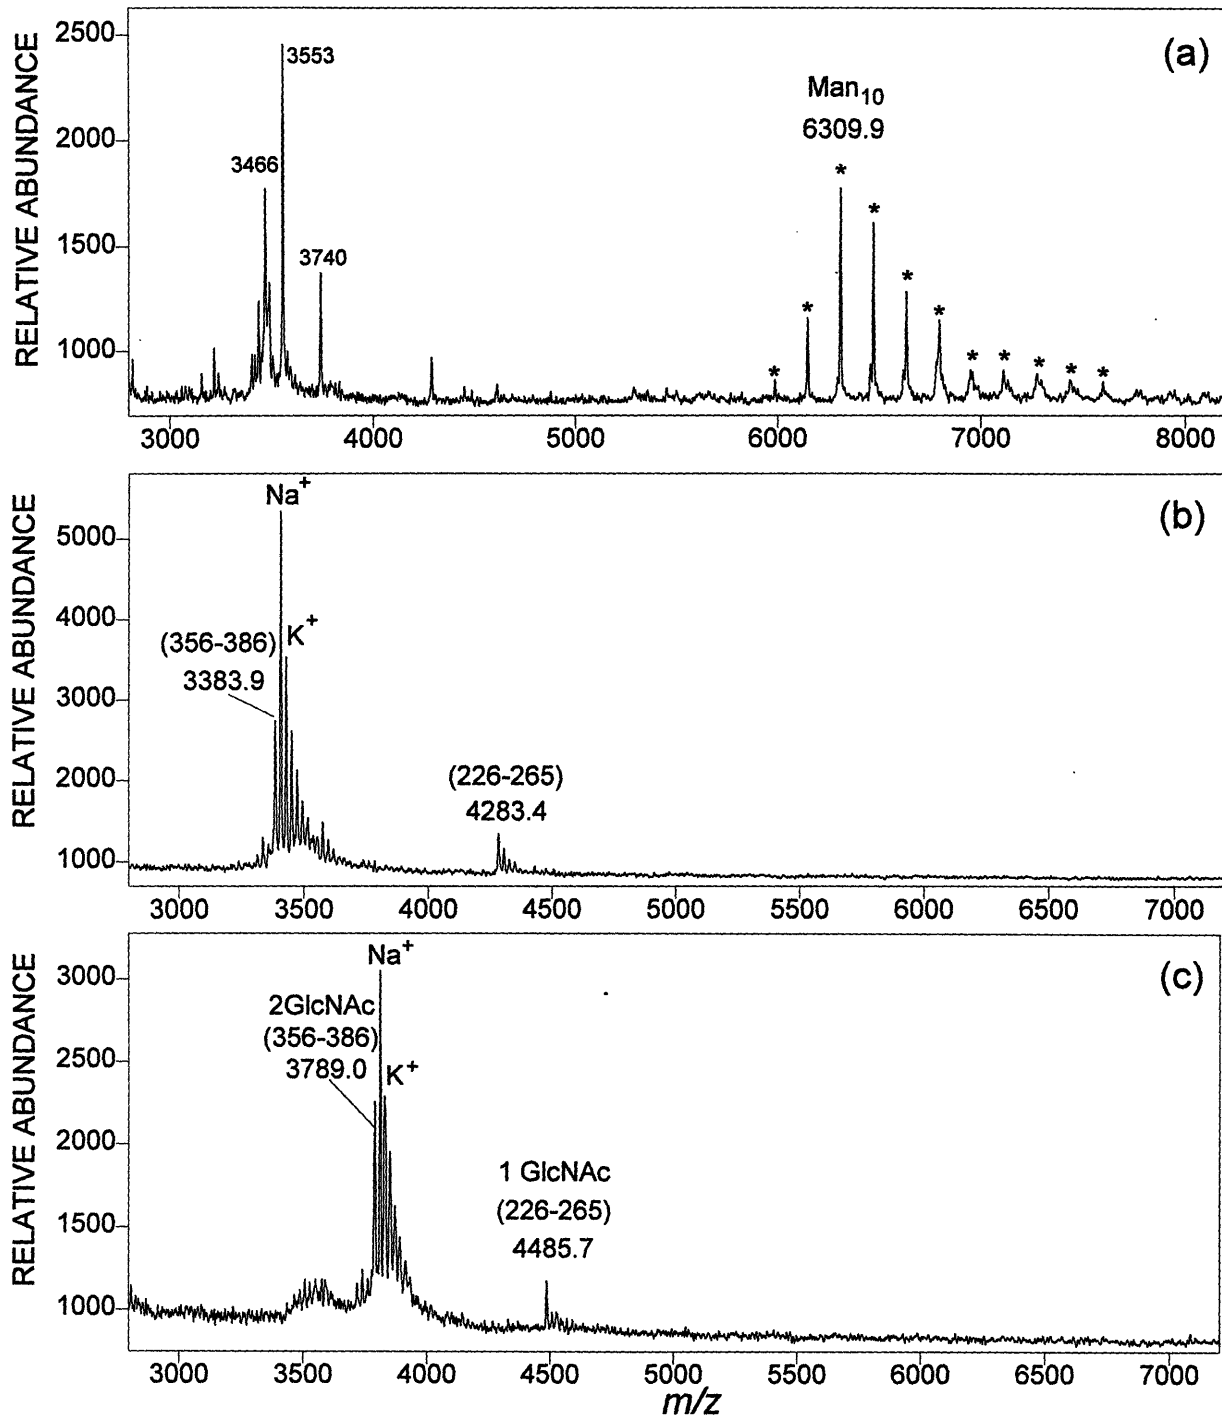 RELATIVE ABUNDANCE
2500
2000
1500
1000
(a)
3553
3466
3740
Man10
6309.9
* * * * * * * * * * *
3000 4000 5000 6000 7000 8000
RELATIVE ABUNDANCE
5000
4000
3000
2000
1000
(b)
Na+
K+
(356-386)
3383.9
(226-265)
4283.4
3000 3500 4000 4500 5000 5500 6000 6500 7000
RELATIVE ABUNDANCE
3000
2500
2000
1500
1000
(c)
Na+
2GlcNAc
(356-386)
3789.0
K+
1 GlcNAc
(226-265)
4485.7
3000 3500 4000 4500 5000 5500 6000 6500 7000
m/z